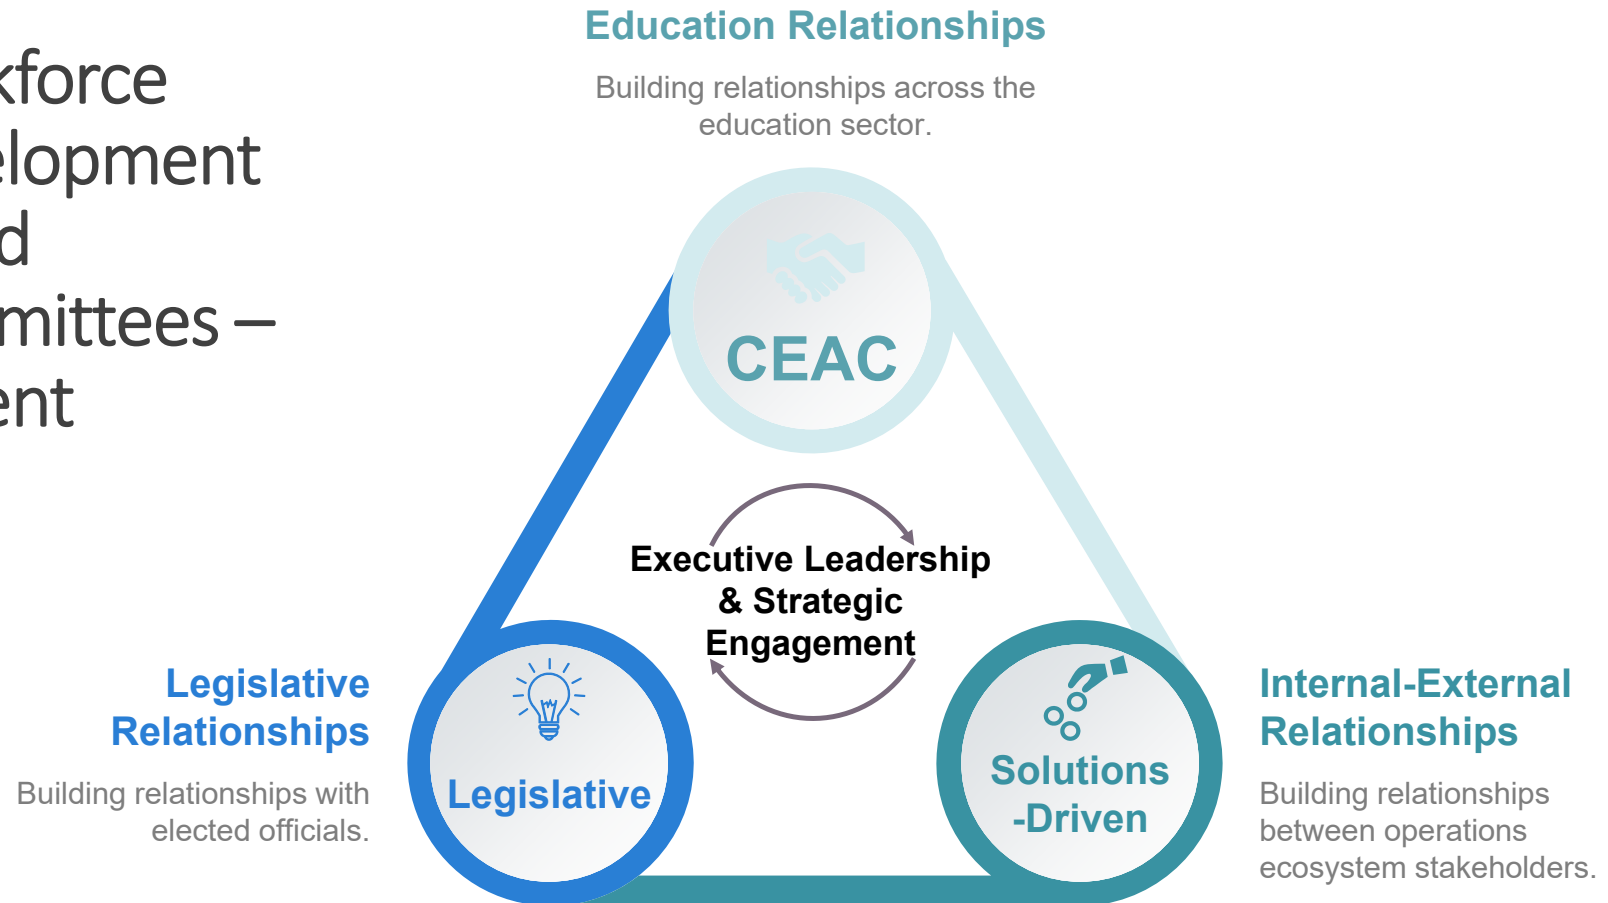 Education Relationships
Building relationships across the
education sector.
kforce
elopment
d
mittees –
ent
CEAC
Executive Leadership
& Strategic
Engagement
Legislative
Relationships
Building relationships with
elected officials.
Legislative
Solutions
-Driven
Internal-External
Relationships
Building relationships
between operations
ecosystem stakeholders.